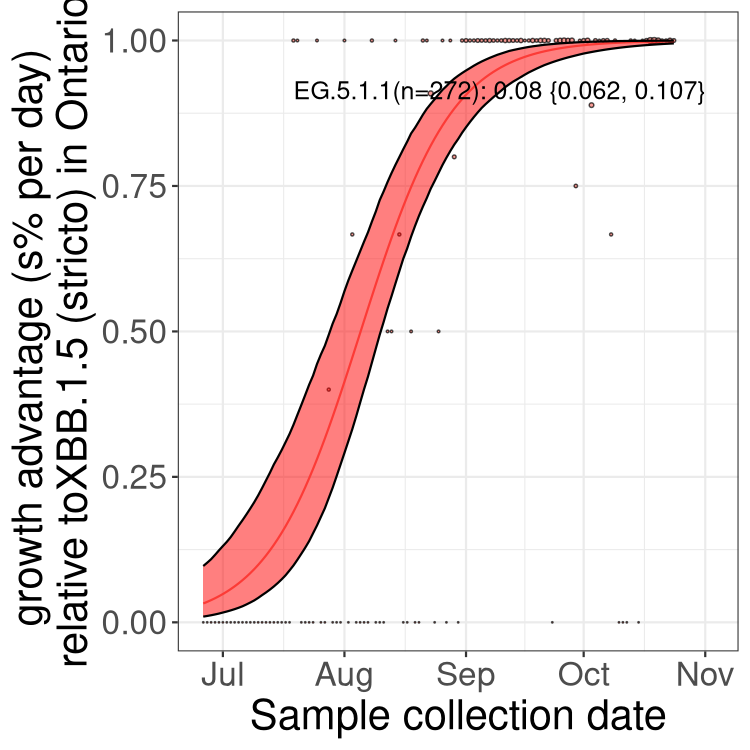 growth advantage (s% per day)
relative toXBB.1.5 (stricto) in Ontario
1.00
0.75
0.50
0.25
0.00
EG.5.1.1(n=272): 0.08 {0.062, 0.107}
Jul Aug Sep Oct Nov
Sample collection date